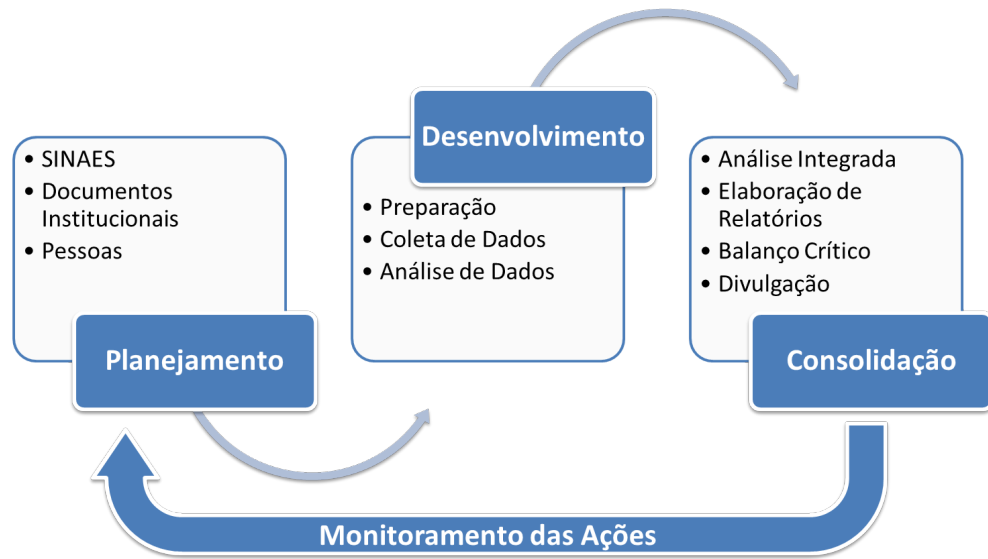 • SINAES
• Documentos
Institucionais
• Pessoas
Planejamento
Desenvolvimento
• Preparação
• Coleta de Dados
• Análise de Dados
• Análise Integrada
• Elaboração de
Relatórios
• Balanço Crítico
• Divulgação
Consolidação
Monitoramento das Ações